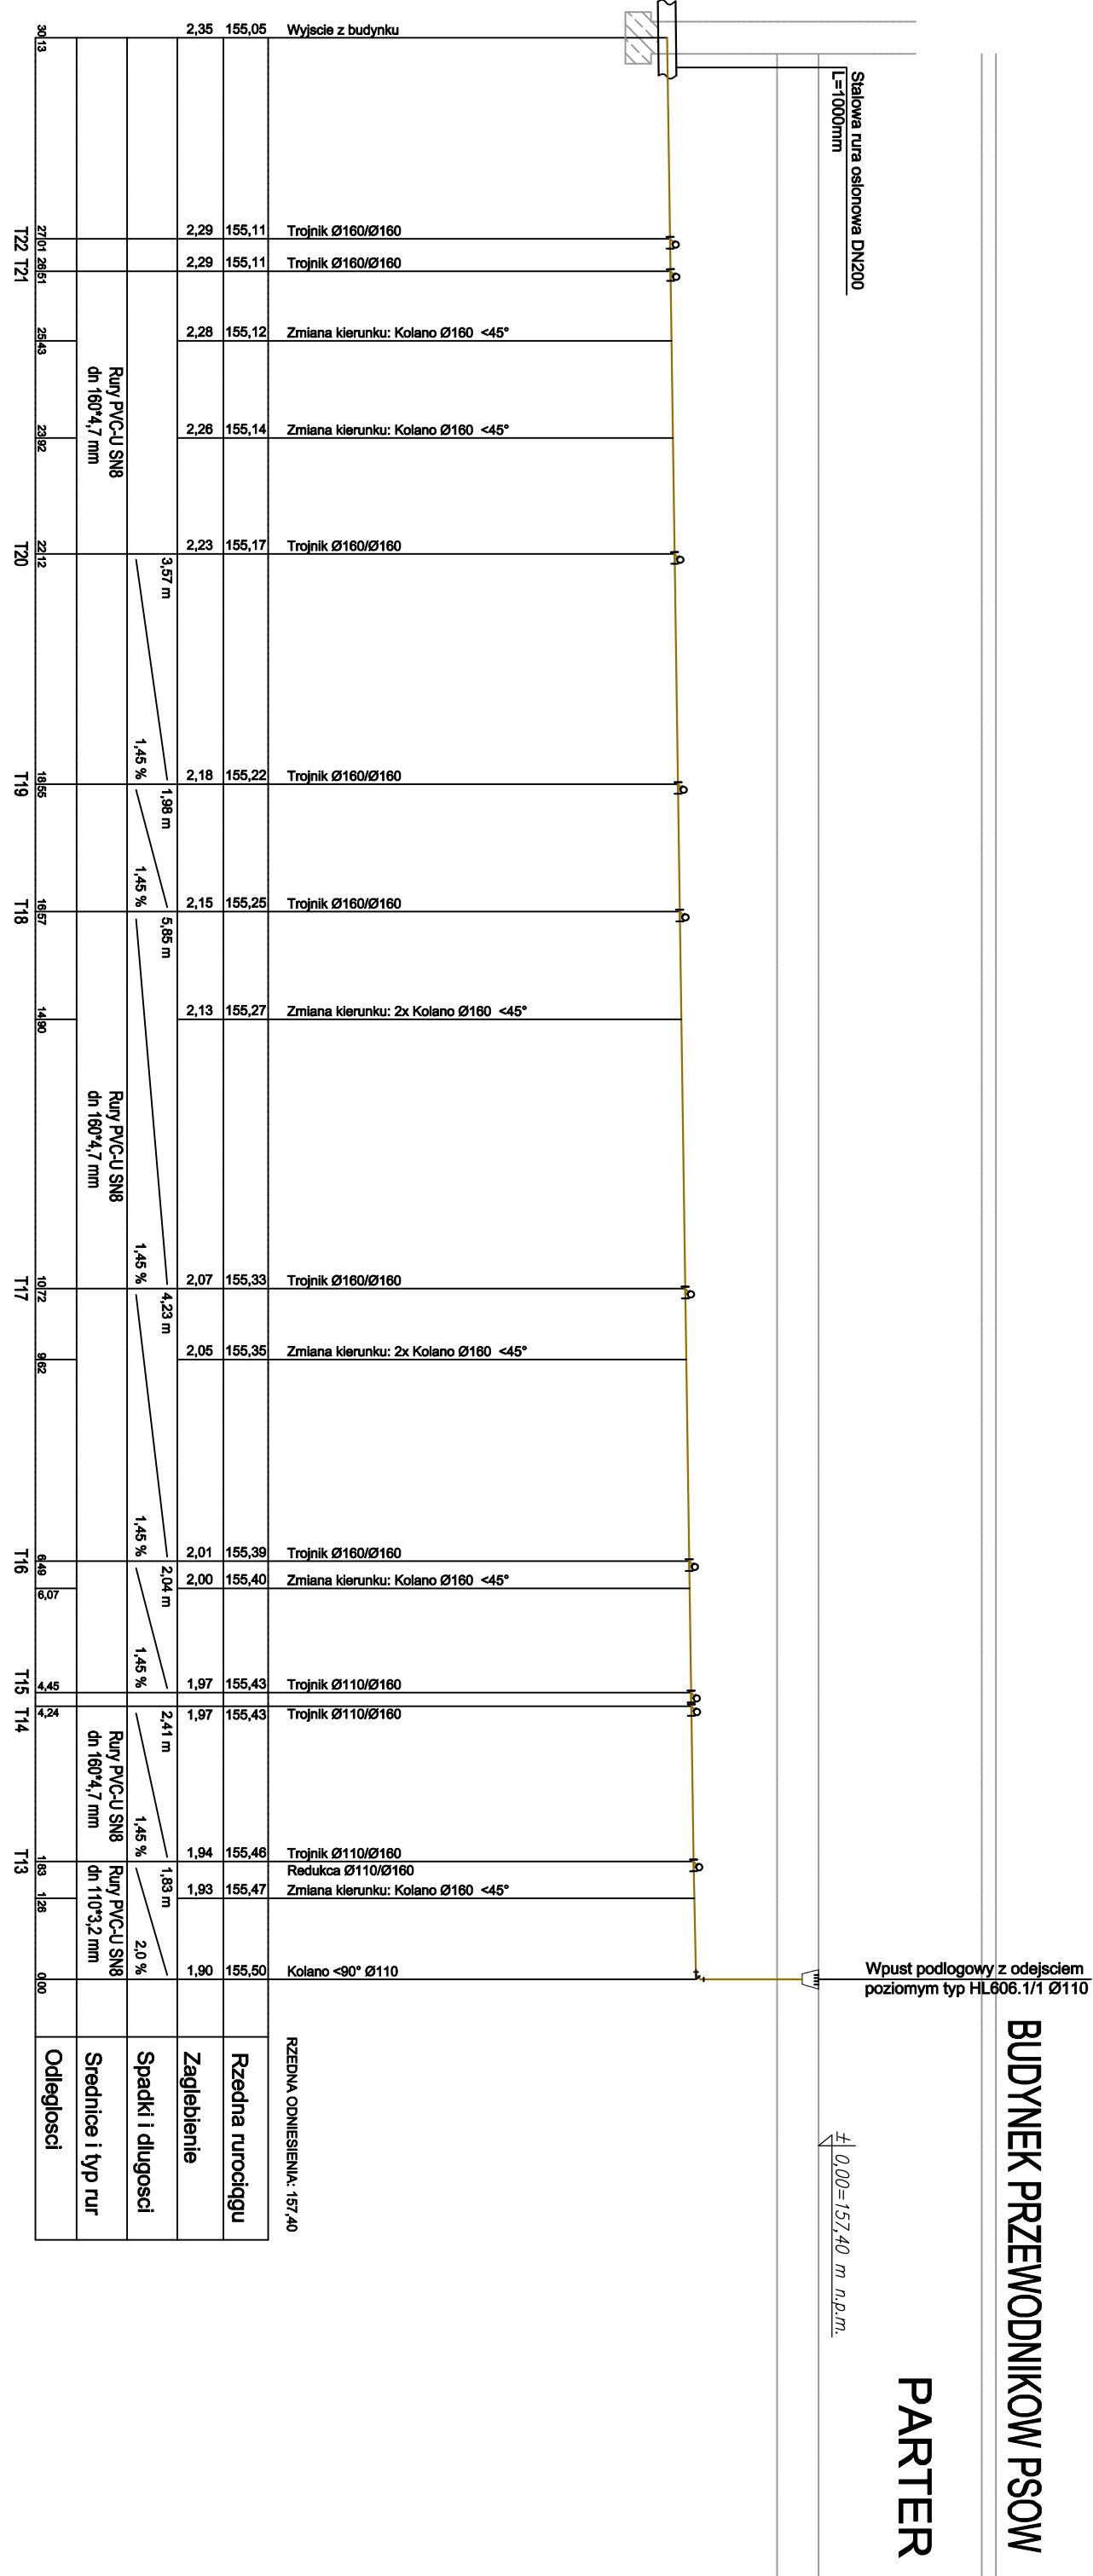 BUDYNEK PRZEWODNIKOW PSOW
PARTER
± 0,00=157,40 m n.p.m.
Wpust podlogowy z odejsciem
poziomym typ HL606.1/1 Ø110
Stalowa rura oslonowa DN200
L=1000mm
RZEDNA ODNIESIENIA: 157,40
Rzedna rurociągu
Zaglebienie
Spadki i dlugosci
Srednice i typ rur
Odleglosci
Wyjscie z budynku
155,05
2,35
30,13
Trojnik Ø160/Ø160
155,11
2,29
27,01
T22
Trojnik Ø160/Ø160
155,11
2,29
26,51
T21
Zmiana kierunku: Kolano Ø160 <45°
155,12
2,28
25,43
Rury PVC-U SN8
dn 160*4,7 mm
Zmiana kierunku: Kolano Ø160 <45°
155,14
2,26
23,92
Trojnik Ø160/Ø160
155,17
2,23
22,12
T20
3,57 m
1,45 %
Trojnik Ø160/Ø160
155,22
2,18
18,55
T19
1,98 m
1,45 %
Trojnik Ø160/Ø160
155,25
2,15
16,57
T18
5,85 m
1,45 %
Zmiana kierunku: 2x Kolano Ø160 <45°
155,27
2,13
14,90
Rury PVC-U SN8
dn 160*4,7 mm
Trojnik Ø160/Ø160
155,33
2,07
10,72
T17
4,23 m
1,45 %
Zmiana kierunku: 2x Kolano Ø160 <45°
155,35
2,05
9,62
Trojnik Ø160/Ø160
155,39
2,01
6,49
T16
2,04 m
1,45 %
Zmiana kierunku: Kolano Ø160 <45°
155,40
2,00
6,07
Trojnik Ø110/Ø160
155,43
1,97
4,45
T15
Trojnik Ø110/Ø160
155,43
1,97
4,24
T14
2,41 m
1,45 %
Rury PVC-U SN8
dn 160*4,7 mm
Trojnik Ø110/Ø160
Redukca Ø110/Ø160
155,46
1,94
1,83
T13
1,83 m
2,0 %
Rury PVC-U SN8
dn 110*3,2 mm
Zmiana kierunku: Kolano Ø160 <45°
155,47
1,93
1,26
Kolano <90° Ø110
155,50
1,90
0,00